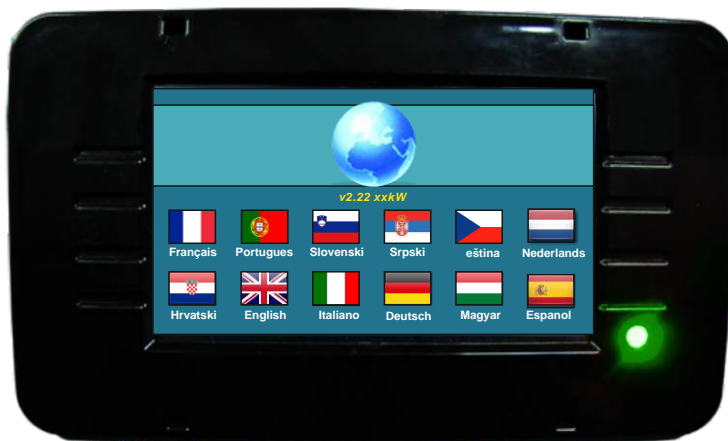 v2.22 xxkW
Français Portugues Slovenski Srpski eština Nederlands
Hrvatski English Italiano Deutsch Magyar Espanol